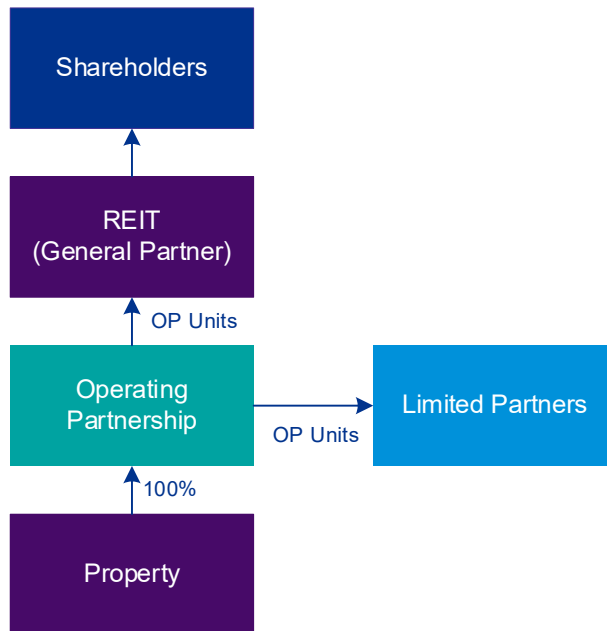 Shareholders
REIT
(General Partner)
OP Units
Operating
Partnership
Limited Partners
OP Units
100%
Property